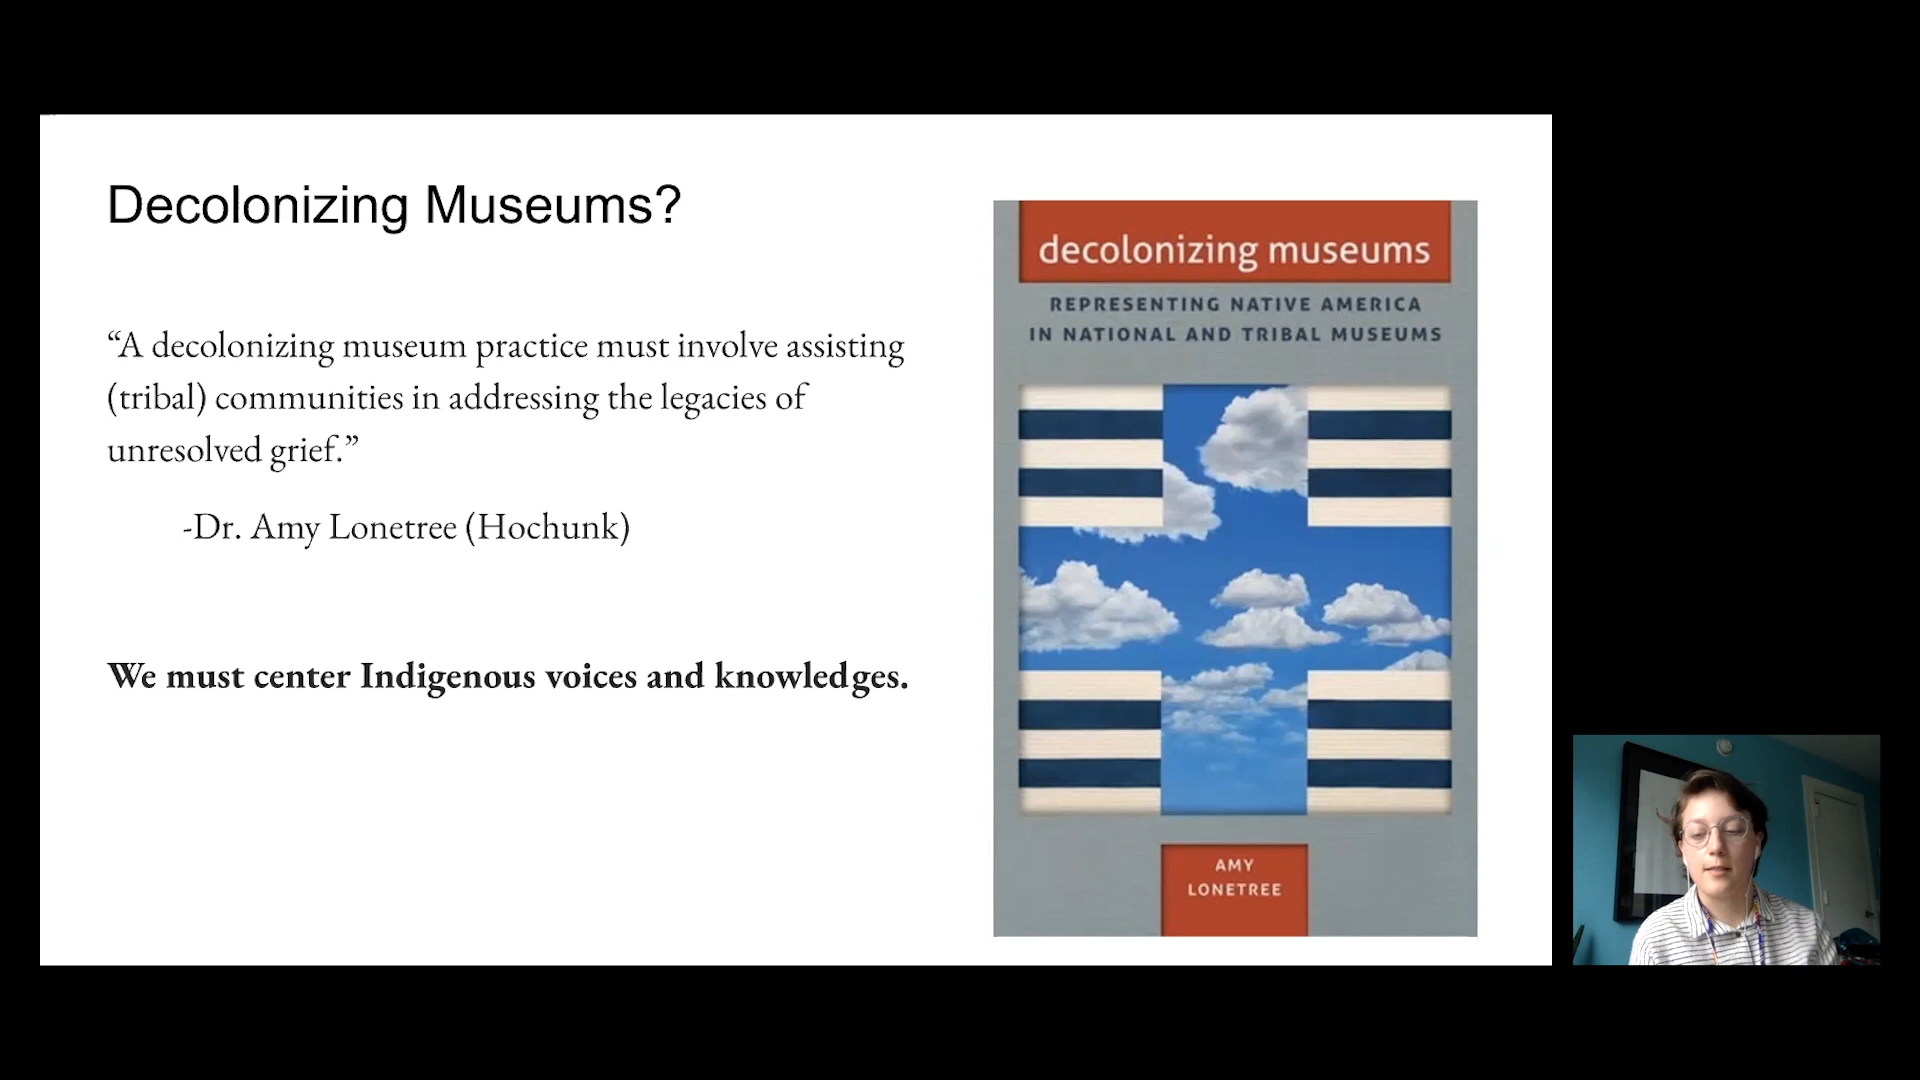 Decolonizing Museums?
“A decolonizing museum practice must involve assisting
(tribal) communities in addressing the legacies of
unresolved grief.”
-Dr. Amy Lonetree (Hochunk)
We must center Indigenous voices and knowledges.
decolonizing museums
REPRESENTING NATIVE AMERICA
IN NATIONAL AND TRIBAL MUSEUMS
AMY
LONETREE